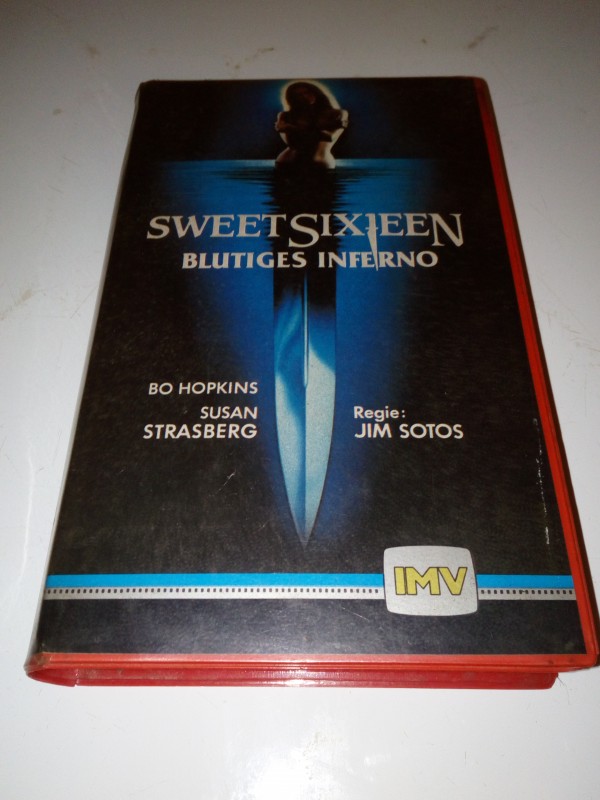 SWEET SIXTEEN
BLUTIGES INFERNO
BO HOPKINS
SUSAN
STRASBERG
Regie:
JIM SOTOS
IMV